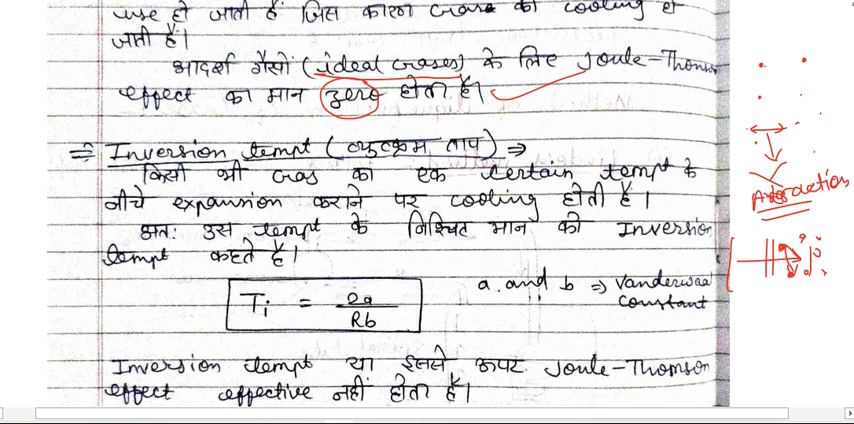 use हो जाती है जिस कारण Gas की cooling हो
जाती है।
आदर्श गैसों (ideal Gases) के लिए Joule-Thomson
effect का मान zero होता है।
⇒ Inversion tempt (व्युत्क्रम ताप) ⇒
किसी भी Gas का एक Certain tempt के
नीचे expansion कराने पर cooling होती है।
अतः उस tempt के निश्चित मान को Inversion
tempt कहते है।
Ti = 2a / Rb
a. and b ⇒ Vanderwaal
constant
Inversion tempt या इससे ऊपर Joule-Thomson
effect effective नहीं होता है।
Attraction